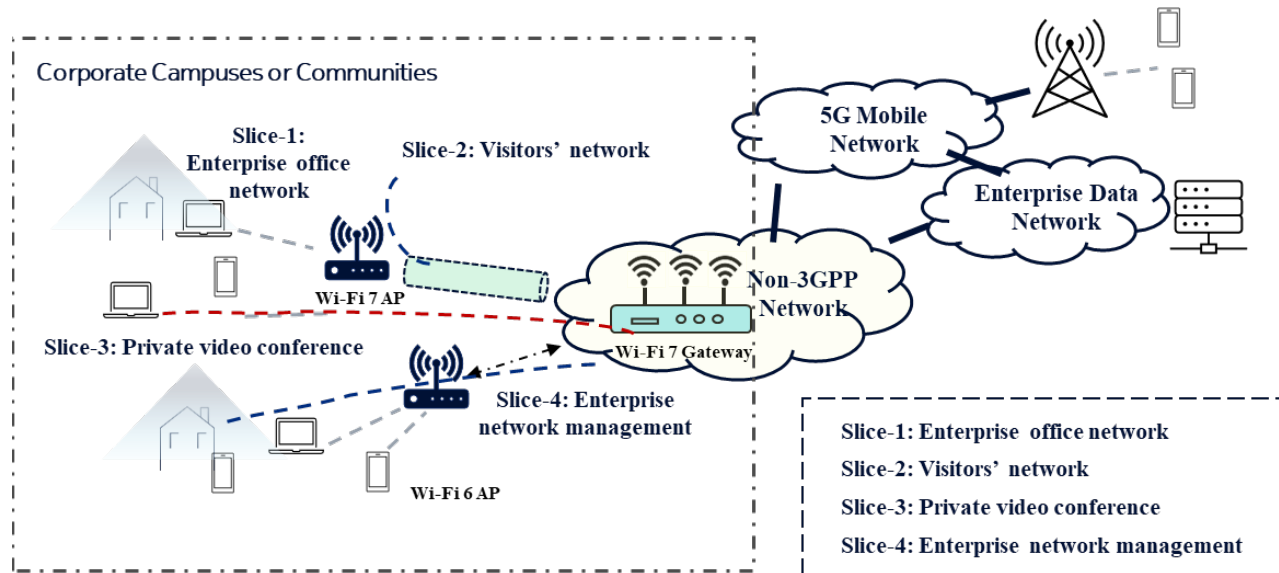 Corporate Campuses or Communities
Slice-1:
Enterprise office
network
Slice-2: Visitors’ network
5G Mobile
Network
Enterprise Data
Network
Wi-Fi 7 AP
Non-3GPP
Network
Wi-Fi 7 Gateway
Slice-3: Private video conference
Slice-4: Enterprise
network management
Wi-Fi 6 AP
Slice-1: Enterprise office network
Slice-2: Visitors’ network
Slice-3: Private video conference
Slice-4: Enterprise network management